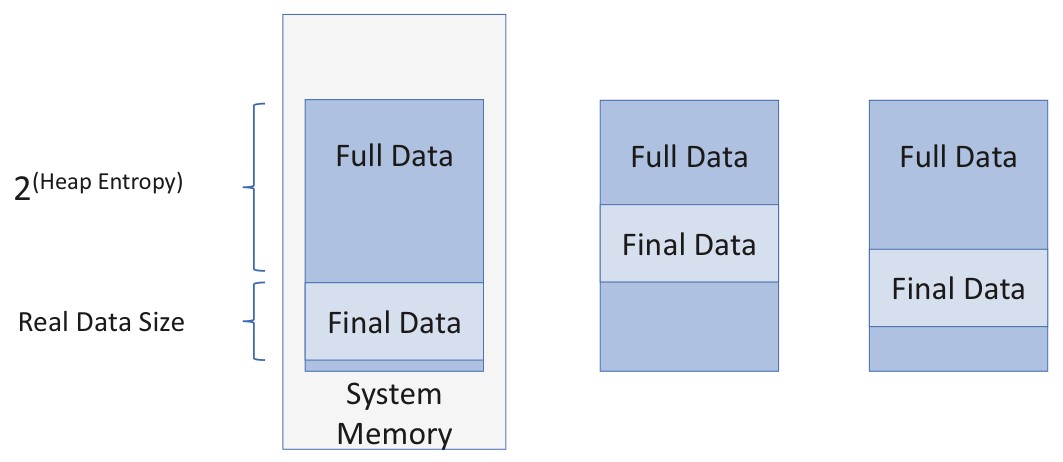 Full Data
Full Data
Full Data
2(Heap Entropy)
Final Data
Final Data
Real Data Size
Final Data
System
Memory